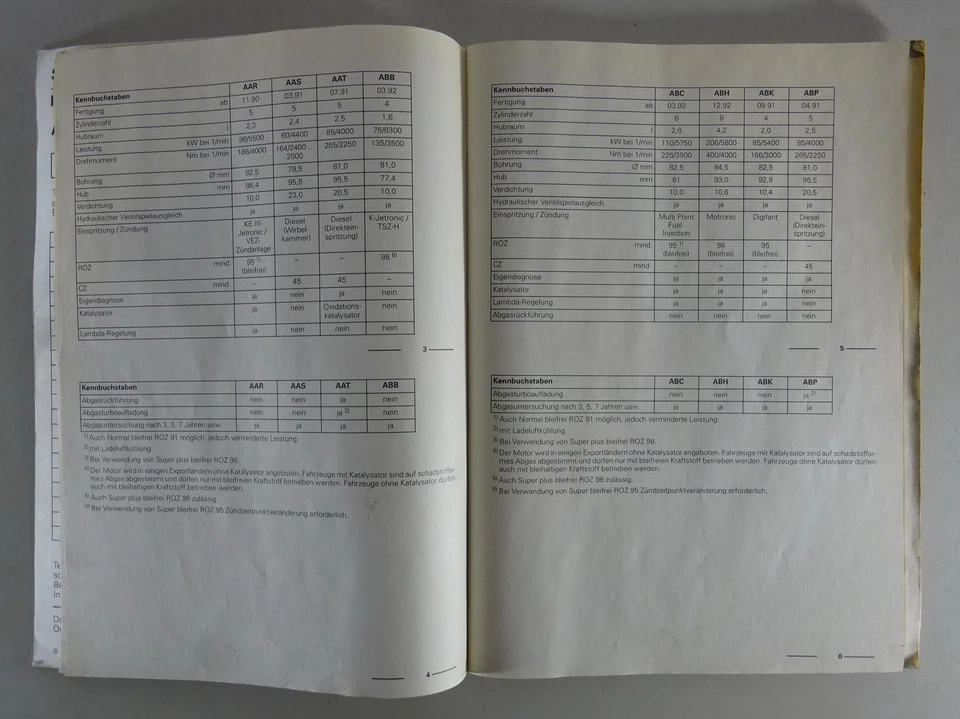 Kennbuchstaben AAR AAS AAT ABB
Fertigung ab 11.90 03.91 07.91 03.92
Zylinderzahl 5 5 5 4
Hubraum l 2,3 2,4 2,5 1,6
Leistung kW bei 1/min 98/5500 60/4400 85/4000 75/6300
Drehmoment Nm bei 1/min 186/4000 164/2400 ... 265/2250 135/3500
2500
Bohrung Ø mm 82,5 79,5 81,0 81,0
Hub mm 86,4 95,5 95,5 77,4
Verdichtung 10,0 23,0 20,5 10,0
Hydraulischer Ventilspielausgleich ja ja ja ja
Einspritzung / Zündung KE III- Diesel Diesel K-Jetronic /
Jetronic / (Wirbel- (Direktein- TSZ-H
VEZ- kammer) spritzung)
Zündanlage
ROZ mind. 95 1) – – 98 6)
(bleifrei)
CZ mind. – 45 45 –
Eigendiagnose ja nein ja nein
Katalysator ja nein Oxidations- nein
katalysator
Lambda-Regelung ja nein nein nein
3
Kennbuchstaben AAR AAS AAT ABB
Abgasrückführung nein nein ja nein
Abgasturboaufladung nein nein ja 2) nein
Abgasuntersuchung nach 3, 5, 7 Jahren usw. ja ja ja ja
1) Auch Normal bleifrei ROZ 91 möglich, jedoch verminderte Leistung.
2) mit Ladeluftkühlung
3) Bei Verwendung von Super plus bleifrei ROZ 98.
4) Der Motor wird in einigen Exportländern ohne Katalysator angeboten. Fahrzeuge mit Katalysator sind auf schadstoffar-
mes Abgas abgestimmt und dürfen nur mit bleifreien Kraftstoff betrieben werden. Fahrzeuge ohne Katalysator dürfen
auch mit bleihaltigen Kraftstoff betrieben werden.
5) Auch Super plus bleifrei ROZ 98 zulässig.
Bei Verwendung von Super bleifrei ROZ 95 Zündzeitpunktveränderung erforderlich.
4
Kennbuchstaben ABC ABH ABK ABP
Fertigung ab 03.92 12.92 09.91 04.91
Zylinderzahl 6 8 4 5
Hubraum l 2,6 4,2 2,0 2,5
Leistung kW bei 1/min 110/5750 206/5800 85/5400 85/4000
Drehmoment Nm bei 1/min 225/3500 400/4000 166/3000 265/2250
Bohrung Ø mm 82,5 84,5 82,5 81,0
Hub mm 81 93,0 92,8 95,5
Verdichtung 10,0 10,6 10,4 20,5
Hydraulischer Ventilspielausgleich ja ja ja ja
Einspritzung / Zündung Multi Point Motronic Digifant Diesel
Fuel (Direktein-
Injection spritzung)
ROZ mind. 95 1) 98 95 –
(bleifrei) (bleifrei) (bleifrei)
CZ mind. – – – 45
Eigendiagnose ja ja ja ja
Katalysator ja ja ja nein
Lambda-Regelung ja ja ja nein
Abgasrückführung nein nein nein nein
5
Kennbuchstaben ABC ABH ABK ABP
Abgasturboaufladung nein nein nein ja 2)
Abgasuntersuchung nach 3, 5, 7 Jahren usw. ja ja ja ja
1) Auch Normal bleifrei ROZ 91 möglich, jedoch verminderte Leistung.
2) mit Ladeluftkühlung
3) Bei Verwendung von Super plus bleifrei ROZ 98.
4) Der Motor wird in einigen Exportländern ohne Katalysator angeboten. Fahrzeuge mit Katalysator sind auf schadstoffar-
mes Abgas abgestimmt und dürfen nur mit bleifreien Kraftstoff betrieben werden. Fahrzeuge ohne Katalysator dürfen
auch mit bleihaltigen Kraftstoff betrieben werden.
5) Auch Super plus bleifrei ROZ 98 zulässig.
6) Bei Verwendung von Super bleifrei ROZ 95 Zündzeitpunktveränderung erforderlich.
6